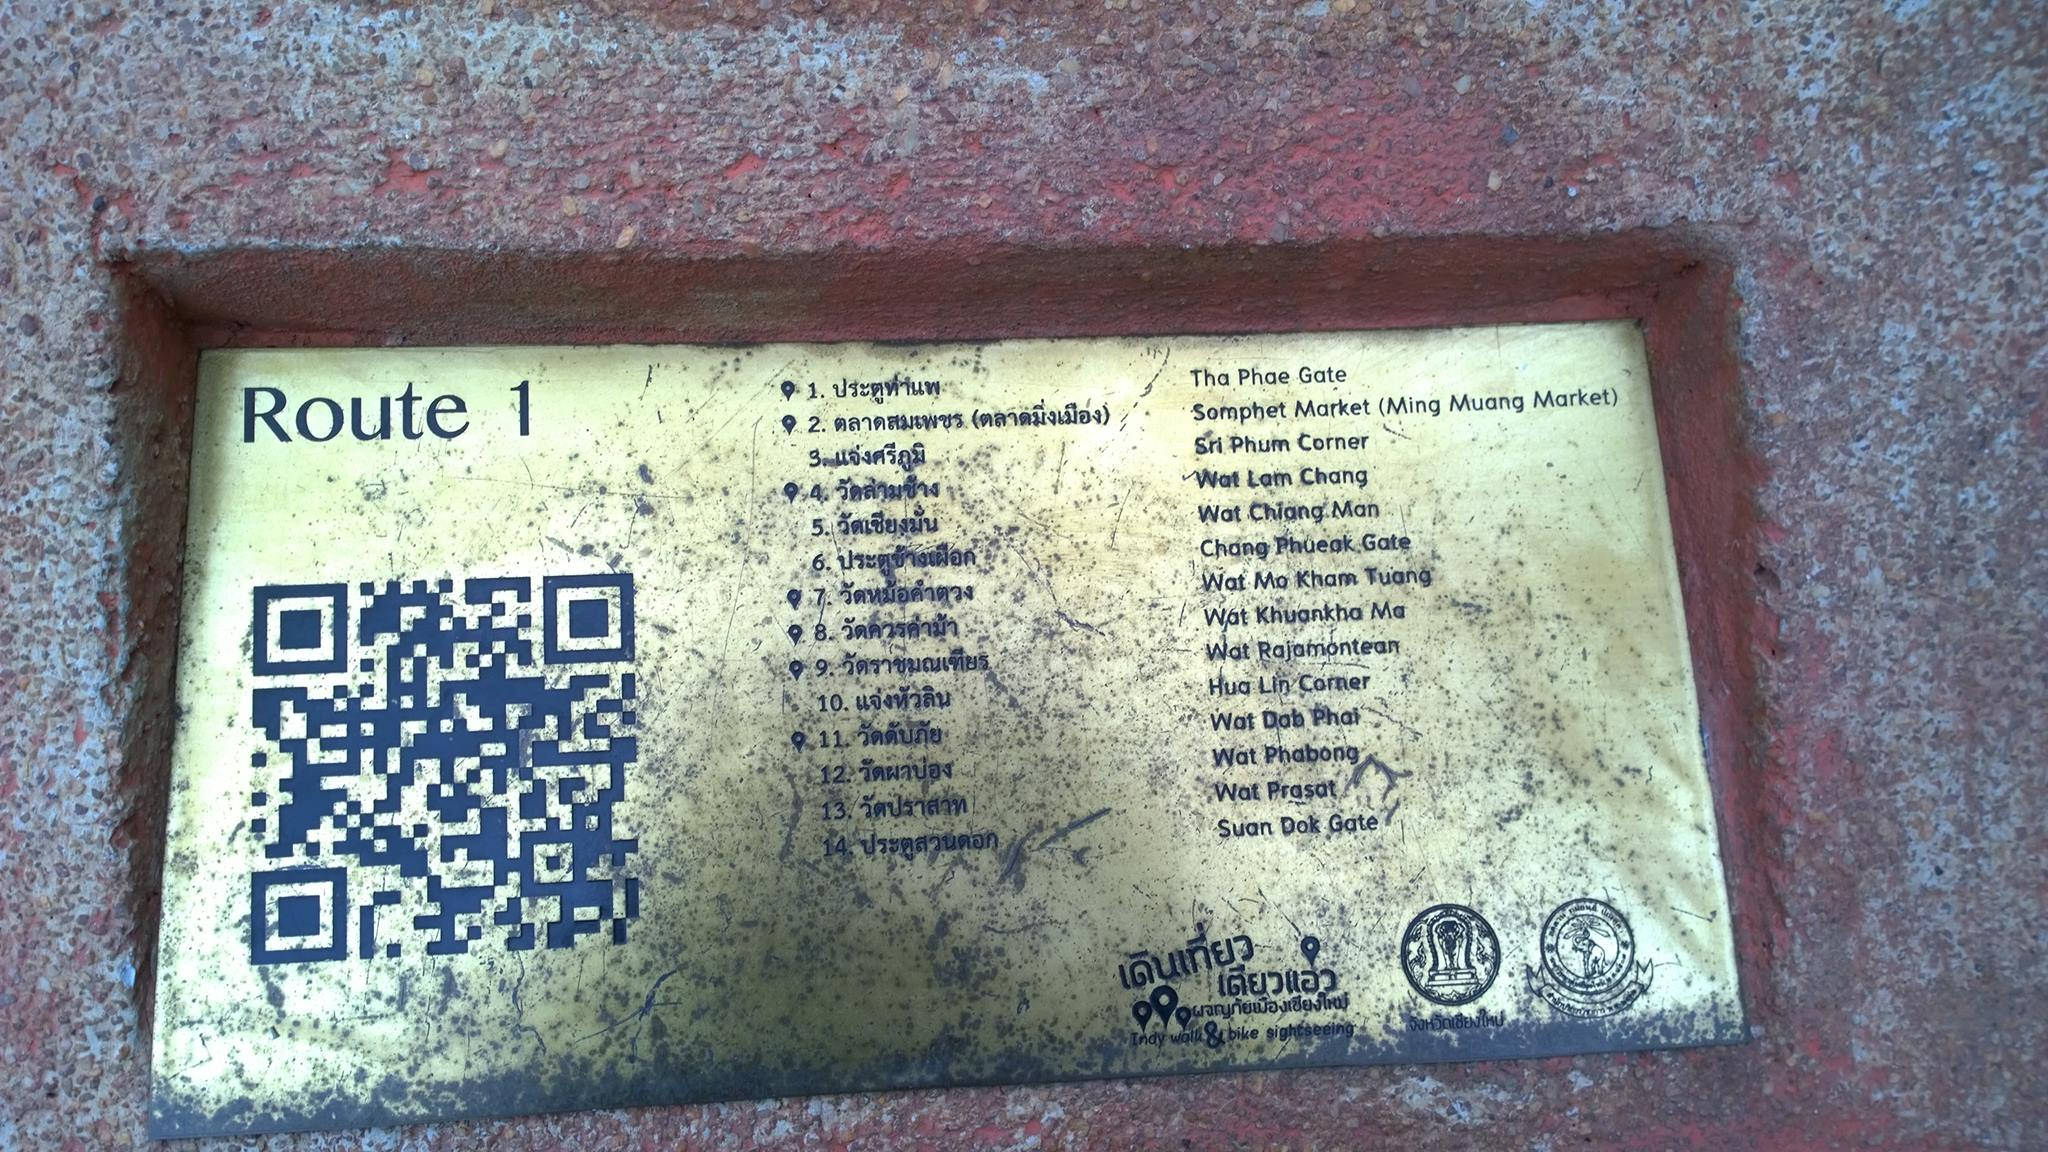 Route 1
1. ประตูท่าแพ
2. ตลาดสมเพชร (ตลาดมิ่งเมือง)
3. แจ่งศรีภูมิ
4. วัดล่ามช้าง
5. วัดเชียงมั่น
6. ประตูช้างเผือก
7. วัดหม้อคำตวง
8. วัดควรค่าม้า
9. วัดราชมณเฑียร
10. แจ่งหัวลิน
11. วัดดับภัย
12. วัดผาบ่อง
13. วัดปราสาท
14. ประตูสวนดอก
Tha Phae Gate
Somphet Market (Ming Muang Market)
Sri Phum Corner
Wat Lam Chang
Wat Chiang Man
Chang Phueak Gate
Wat Mo Kham Tuang
Wat Khuankha Ma
Wat Rajamontean
Hua Lin Corner
Wat Dab Phai
Wat Phabong
Wat Prasat
Suan Dok Gate
เดินเที่ยว
เดียวแอ่ว
ผจญภัยเมืองเชียงใหม่
Indy walk & bike sightseeing
จังหวัดเชียงใหม่